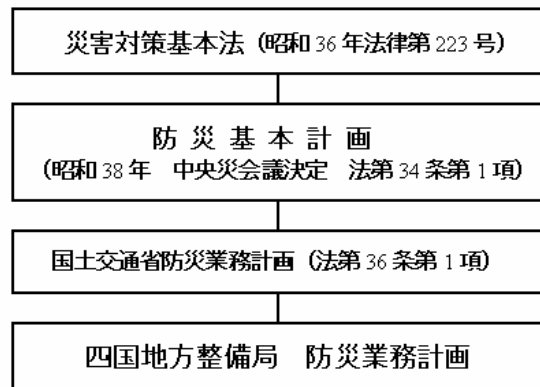 災害対策基本法（昭和36年法律第223号）
防災基本計画
（昭和38年　中央災会議決定　法第34条第1項）
国土交通省防災業務計画（法第36条第1項）
四国地方整備局　防災業務計画